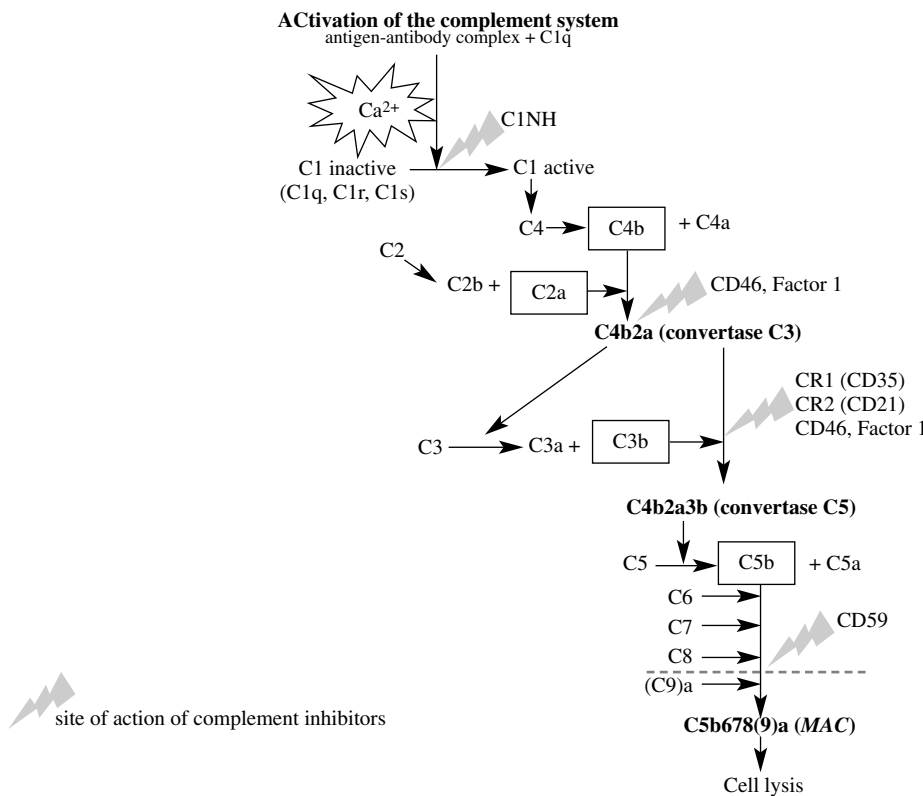 ACtivation of the complement system
antigen-antibody complex + C1q
Ca²⁺
C1NH
C1 inactive
C1 active
(C1q, C1r, C1s)
C4
C4b
+ C4a
C2
C2b +
C2a
CD46, Factor 1
C4b2a (convertase C3)
CR1 (CD35)
CR2 (CD21)
CD46, Factor 1
C3
C3a +
C3b
C4b2a3b (convertase C5)
C5
C5b
+ C5a
C6
C7
CD59
C8
(C9)a
site of action of complement inhibitors
C5b678(9)a (MAC)
Cell lysis